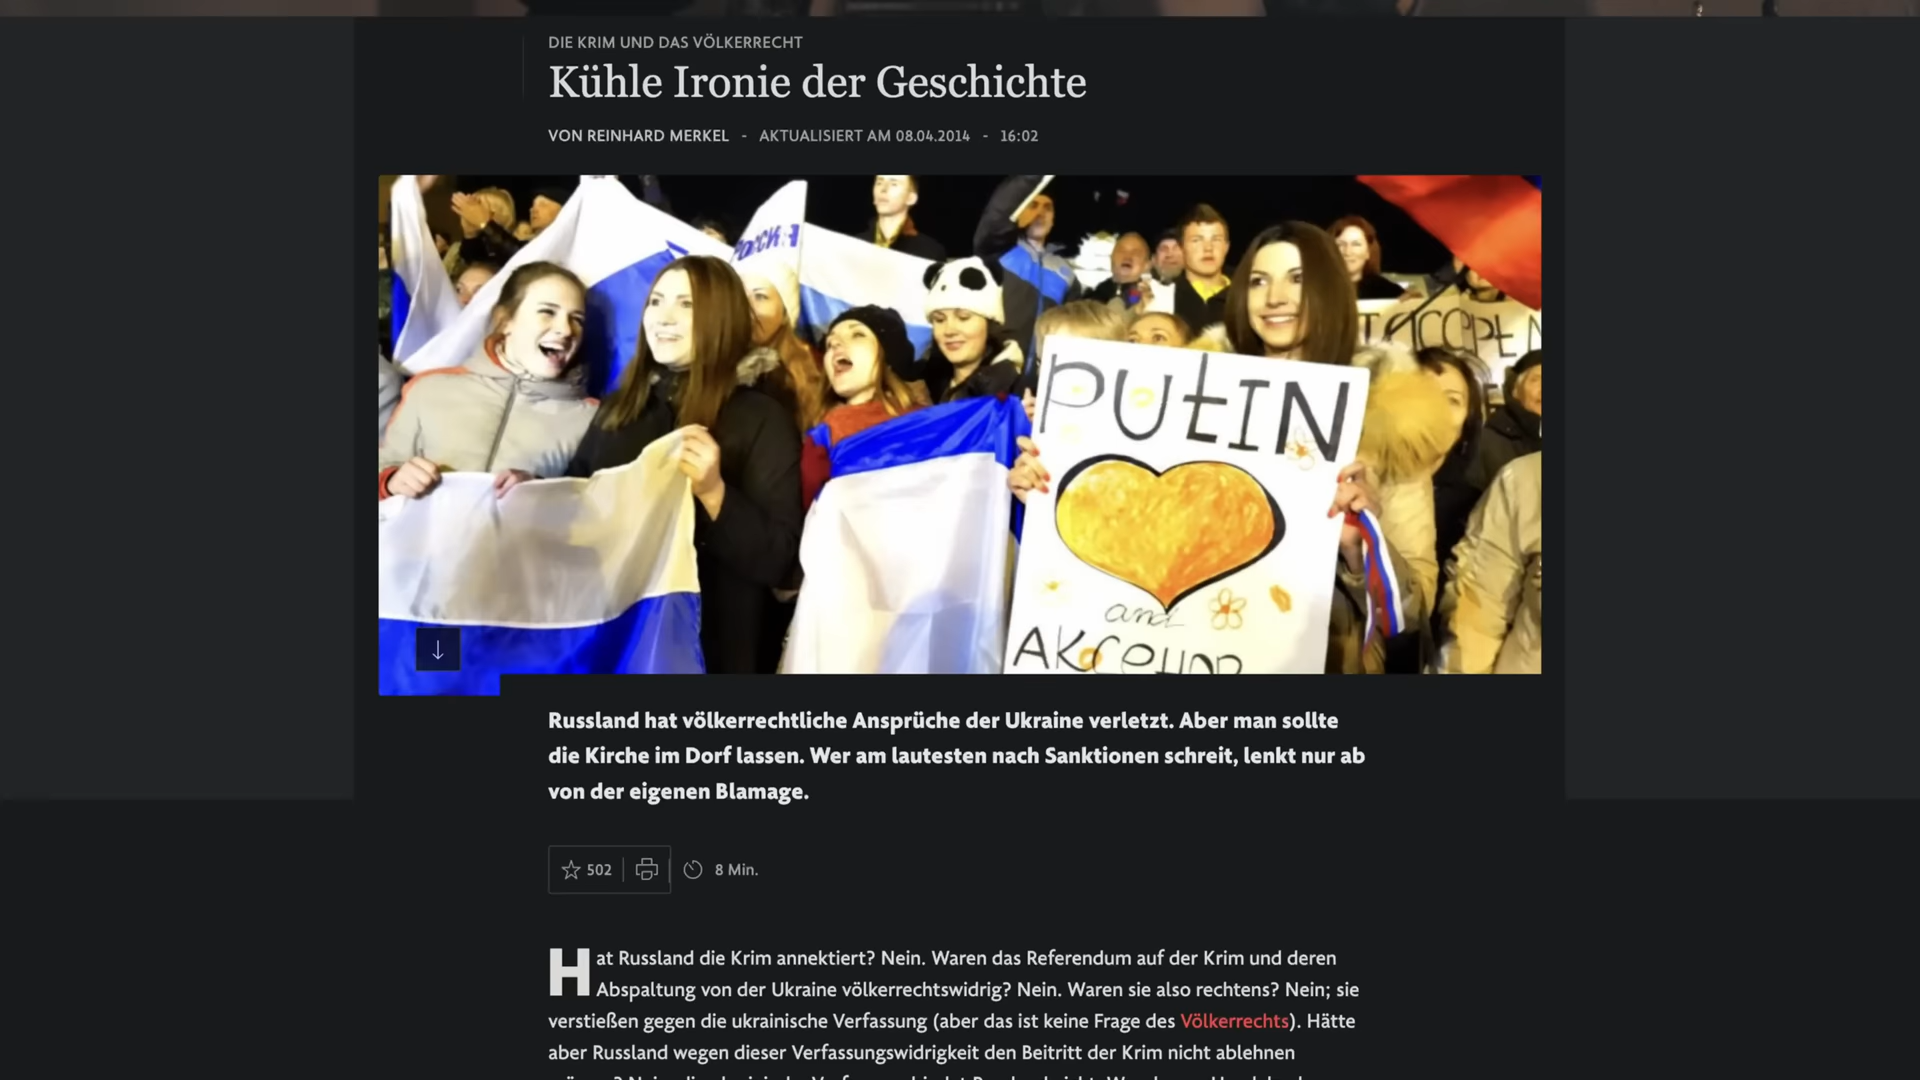 DIE KRIM UND DAS VÖLKERRECHT
Kühle Ironie der Geschichte
VON REINHARD MERKEL - AKTUALISIERT AM 08.04.2014 - 16:02
PUTIN
and
АКСЕНОВ
Russland hat völkerrechtliche Ansprüche der Ukraine verletzt. Aber man sollte
die Kirche im Dorf lassen. Wer am lautesten nach Sanktionen schreit, lenkt nur ab
von der eigenen Blamage.
502
8 Min.
Hat Russland die Krim annektiert? Nein. Waren das Referendum auf der Krim und deren
Abspaltung von der Ukraine völkerrechtswidrig? Nein. Waren sie also rechtens? Nein; sie
verstießen gegen die ukrainische Verfassung (aber das ist keine Frage des Völkerrechts). Hätte
aber Russland wegen dieser Verfassungswidrigkeit den Beitritt der Krim nicht ablehnen